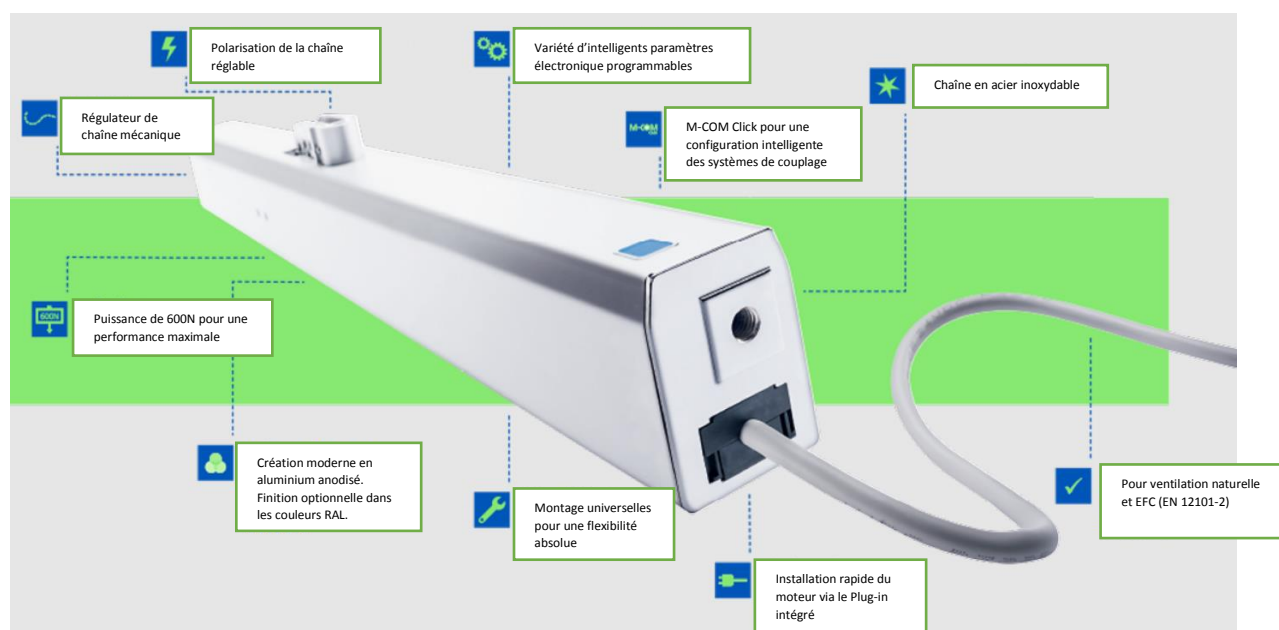 Polarisation de la chaîne
réglable
Variété d'intelligents paramètres
électronique programmables
Chaîne en acier inoxydable
Régulateur de
chaîne mécanique
M-COM
M-COM Click pour une
configuration intelligente
des systèmes de couplage
600N
Puissance de 600N pour une
performance maximale
Création moderne en
aluminium anodisé.
Finition optionnelle dans
les couleurs RAL.
Montage universelles
pour une flexibilité
absolue
Pour ventilation naturelle
et EFC (EN 12101-2)
Installation rapide du
moteur via le Plug-in
intégré